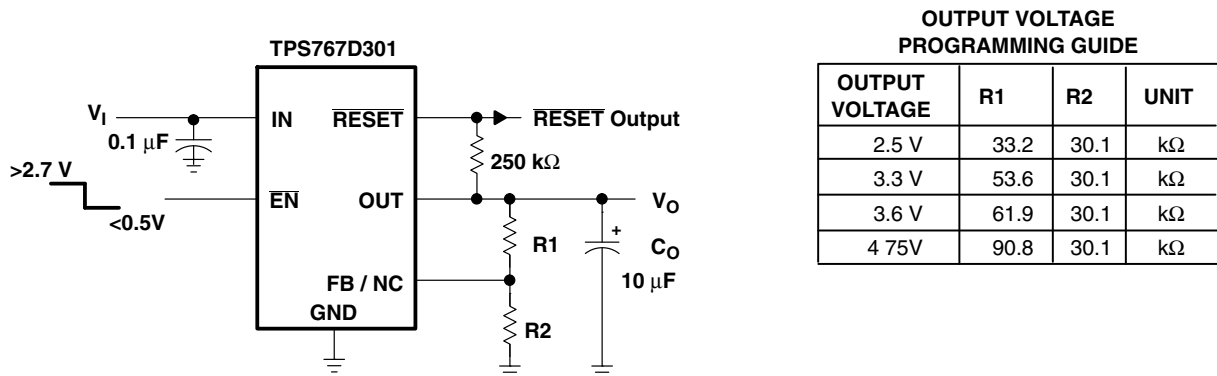 TPS767D301
V_I
0.1 μF
IN
RESET
RESET Output
250 kΩ
>2.7 V
<0.5V
EN
OUT
V_O
R1
+
C_O
10 μF
FB / NC
GND
R2
OUTPUT VOLTAGE
PROGRAMMING GUIDE
OUTPUT VOLTAGE R1 R2 UNIT
2.5 V 33.2 30.1 kΩ
3.3 V 53.6 30.1 kΩ
3.6 V 61.9 30.1 kΩ
4 75V 90.8 30.1 kΩ